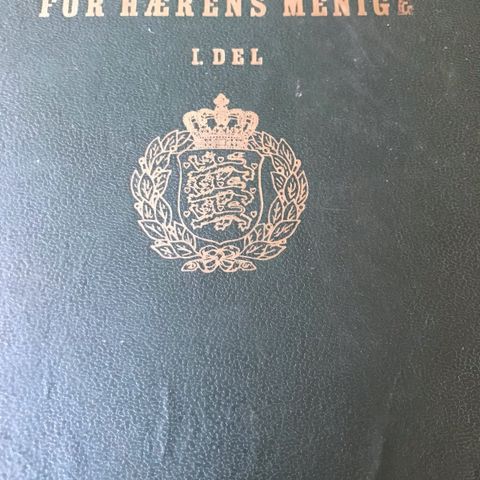 FOR HÆRENS MENIGE
I. DEL